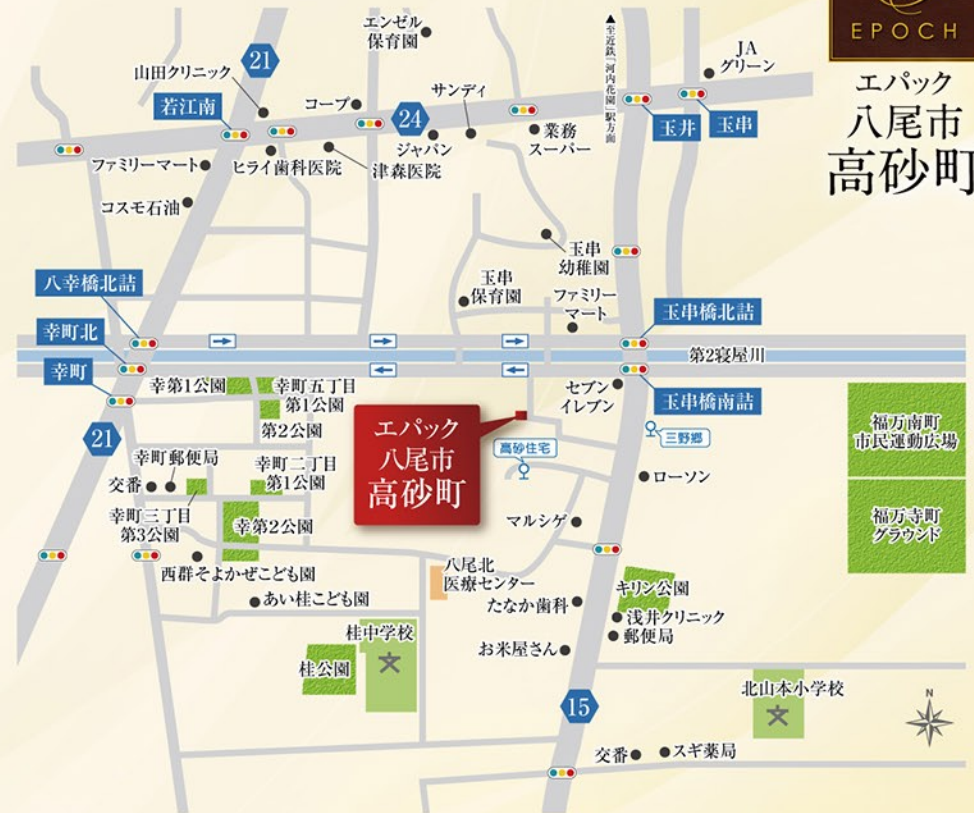 EPOCH
エパック
八尾市
高砂町
エンゼル
保育園
21
山田クリニック
若江南
コープ
24
サンディ
▲至近鉄「河内花園」駅方面
JA
グリーン
玉井
玉串
業務
スーパー
ジャパン
津森医院
ヒライ歯科医院
ファミリーマート
コスモ石油
玉串
幼稚園
玉串
保育園
ファミリー
マート
八幸橋北詰
幸町北
幸町
玉串橋北詰
第2寝屋川
玉串橋南詰
セブン
イレブン
幸第1公園
幸町五丁目
第1公園
第2公園
エパック
八尾市
高砂町
高砂住宅
三野郷
福万南町
市民運動広場
21
幸町郵便局
交番
幸町二丁目
第1公園
ローソン
幸町三丁目
第3公園
幸第2公園
マルシゲ
福万寺町
グラウンド
西群そよかぜこども園
八尾北
医療センター
キリン公園
あい桂こども園
たなか歯科
浅井クリニック
郵便局
桂中学校
お米屋さん
桂公園
15
北山本小学校
N
交番
スギ薬局